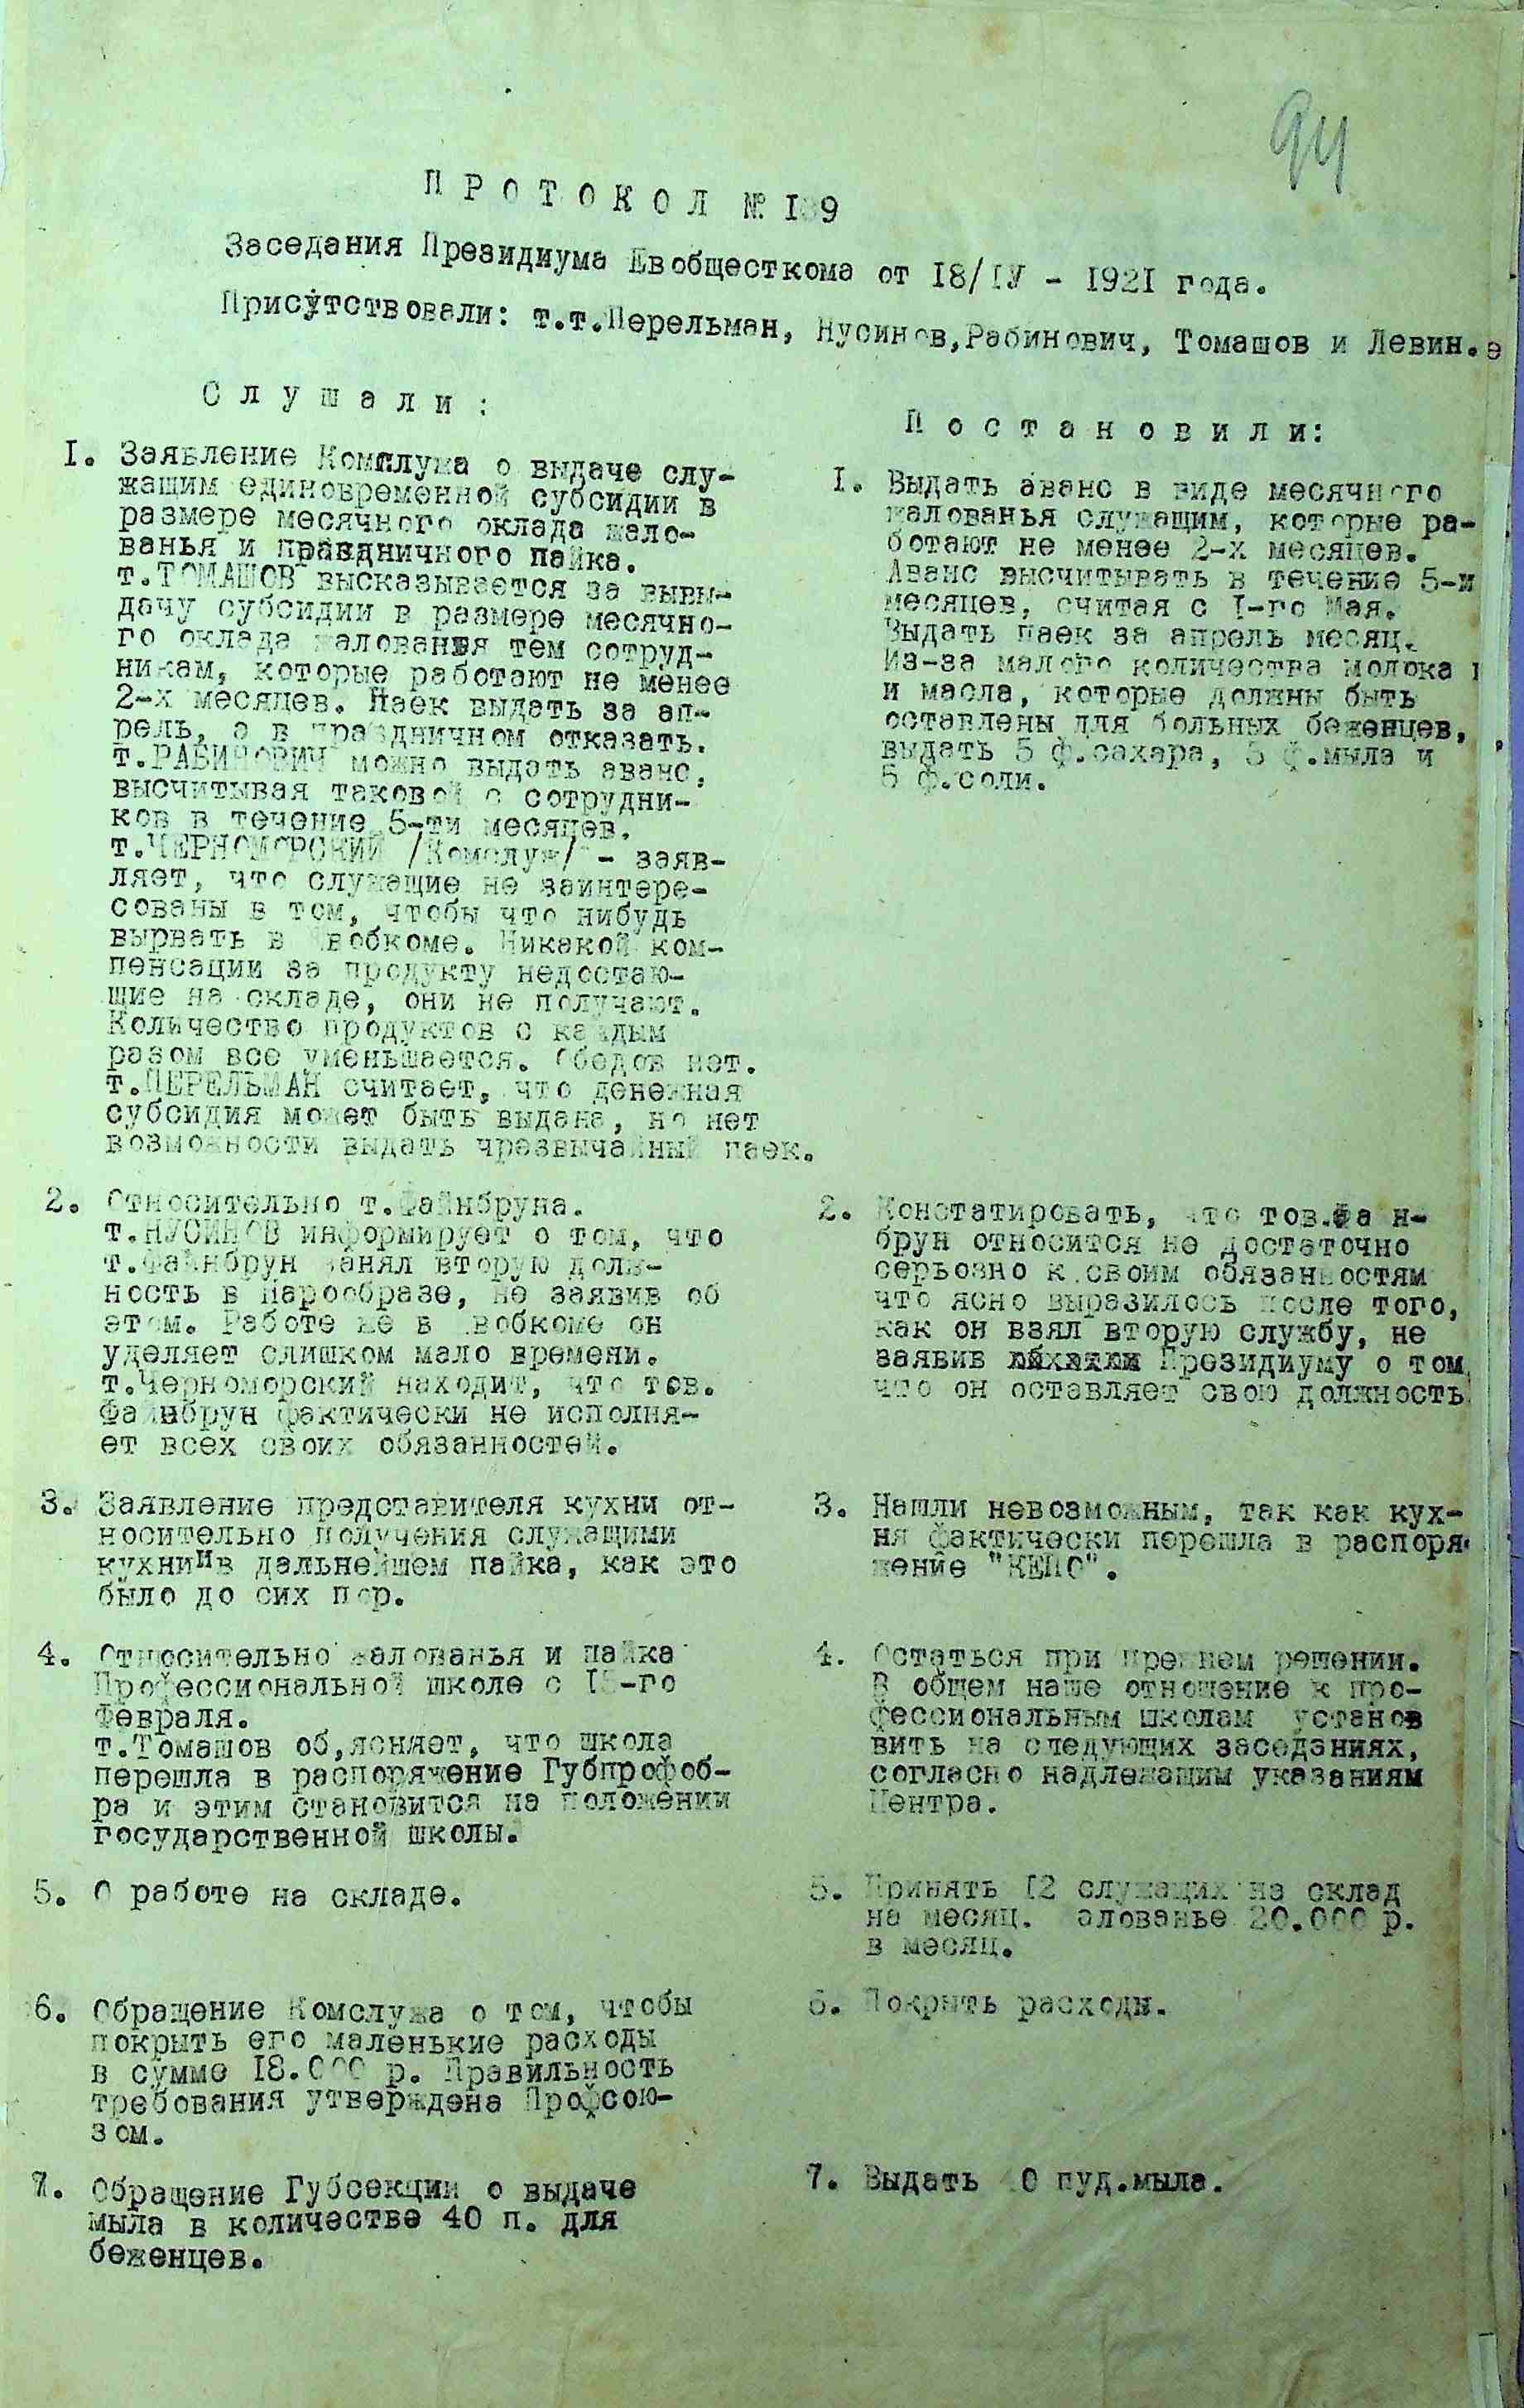 94
ПРОТОКОЛ № 139
Заседания Президиума Евобщесткома от 18/IУ - 1921 года.
Присутствовали: т.т.Перельман, Нусинов,Рабинович, Томашов и Левин.
Слушали:
I. Заявление Комслужа о выдаче слу-
жащим единовременной субсидии в
размере месячного оклада жало-
ванья и праздничного пайка.
т.ТОМАШОВ высказывается за вывы-
дачу субсидии в размере месячно-
го оклада жалования тем сотруд-
никам, которые работают не менее
2-х месяцев. Паек выдать за ап-
рель, а в праздничном отказать.
т.РАБИНОВИЧ можно выдать аванс,
высчитывая таковой с сотрудни-
ков в течение 5-ти месяцев.
т.ЧЕРНОМОРСКИЙ /Комслуж/ - заяв-
ляет, что служащие не заинтере-
сованы в том, чтобы что нибудь
вырвать в Евобкоме. Никакой ком-
пенсации за продукту недостаю-
щие на складе, они не получают.
Количество продуктов с каждым
разом все уменьшается. Обедов нет.
т.ПЕРЕЛЬМАН считает, что денежная
субсидия может быть выдана, но нет
возможности выдать чрезвычайный паек.
2. Относительно т.Файнбруна.
т.НУСИНОВ информирует о том, что
т.Файнбрун занял вторую долж-
ность в Нарообразе, не заявив об
этом. Работе же в Евобкоме он
уделяет слишком мало времени.
т.Черноморский находит, что тов.
Файнбрун фактически не исполня-
ет всех своих обязанностей.
3. Заявление представителя кухни от-
носительно получения служащими
кухни и в дальнейшем пайка, как это
было до сих пор.
4. Относительно жалованья и пайка
Профессиональной школе с 15-го
Февраля.
т.Томашов об,ясняет, что школа
перешла в распоряжение Губпрофоб-
ра и этим становится на положении
государственной школы.
5. О работе на складе.
6. Обращение Комслужа о том, чтобы
покрыть его маленькие расходы
в сумме 18.000 р. Правильность
требования утверждена Профсою-
зом.
7. Обращение Губсекции о выдаче
мыла в количестве 40 п. для
беженцев.
Постановили:
I. Выдать аванс в виде месячного
жалованья служащим, которые ра-
ботают не менее 2-х месяцев.
Аванс высчитывать в течение 5-и
месяцев, считая с I-го Мая.
Выдать паек за апрель месяц.
Из-за малого количества молока
и масла, которые должны быть
оставлены для больных беженцев,
выдать 5 ф.сахара, 5 ф.мыла и
5 ф.соли.
2. Констатировать, что тов.Фа н-
брун относится не достаточно
серьозно к своим обязанностям
что ясно выразилось после того,
как он взял вторую службу, не
заявив Президиуму о том,
что он оставляет свою должность
3. Нашли невозможным, так как кух-
ня фактически перешла в распоря-
жение "КЕПО".
4. Остаться при прежнем решении.
В общем наше отношение к про-
фессиональным школам установ
вить на следующих заседаниях,
согласно надлежащим указаниям
Центра.
5. Принять 12 служащих на склад
на месяц. Жалованье 20.000 р.
в месяц.
6. Покрыть расходы.
7. Выдать 40 пуд.мыла.